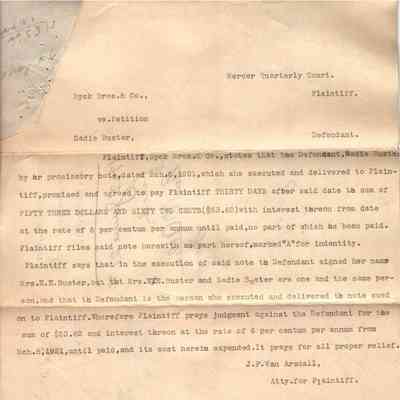 Mercer Quarterly Court.
Spck Bros.& Co., Plaintiff.
vs.Petition
Sadie Buster, Defendant.
Plaintiff,Spck Bros.& Co.,states that the Defendant,Sadie Buster
by her promissory note,dated 1901,which she executed and delivered to Plain-
tiff,promised and agreed to pay Plaintiff THIRTY DAYS after said date the sum of
FIFTY THREE DOLLARS AND SIXTY TWO CENTS($53.62)with interest thereon from date
at the rate of 6 per centum per annum until paid,no part of which has been paid.
Plaintiff files said note herewith as part hereof,marked"A"for indentity.
Plaintiff says that in the execution of said note the Defendant signed her name
Mrs. Buster,but that Mrs. Buster and Sadie Buster are one and the same per-
son,and that the Defendant is the person who executed and delivered the note sued
on to Plaintiff.Wherefore Plaintiff prays judgment against the Defendant for the
sum of $53.62 and interest thereon at the rate of 6 per centum per annum from
until paid,and its cost herein expended.It prays for all proper relief.
J.F.Van Arsdall,
Atty.for Plaintiff.